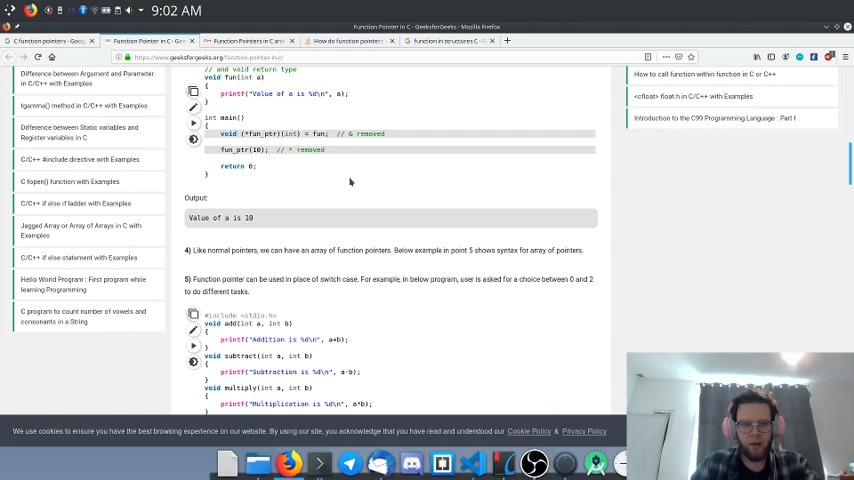 9:02 AM
Function Pointer in C - GeeksforGeeks - Mozilla Firefox
C function pointers - Goog
Function Pointer in C - Ge
Function Pointers in C and
How do function pointers
function in structures C - E
https://www.geeksforgeeks.org/function-pointer-in-c/
Difference between Argument and Parameter
in C/C++ with Examples
tgamma() method in C/C++ with Examples
Difference between Static variables and
Register variables in C
C/C++ #include directive with Examples
C fopen() function with Examples
C/C++ if else if ladder with Examples
Jagged Array or Array of Arrays in C with
Examples
C/C++ if else statement with Examples
Hello World Program : First program while
learning Programming
C program to count number of vowels and
consonants in a String
// and void return type
void fun(int a)
{
printf("Value of a is %d\n", a);
}
int main()
{
void (*fun_ptr)(int) = fun; // & removed
fun_ptr(10); // * removed
return 0;
}
Output:
Value of a is 10
4) Like normal pointers, we can have an array of function pointers. Below example in point 5 shows syntax for array of pointers.
5) Function pointer can be used in place of switch case. For example, in below program, user is asked for a choice between 0 and 2
to do different tasks.
#include <stdio.h>
void add(int a, int b)
{
printf("Addition is %d\n", a+b);
}
void subtract(int a, int b)
{
printf("Subtraction is %d\n", a-b);
}
void multiply(int a, int b)
{
printf("Multiplication is %d\n", a*b);
}
How to call function within function in C or C++
<cfloat> float.h in C/C++ with Examples
Introduction to the C99 Programming Language : Part I
We use cookies to ensure you have the best browsing experience on our website. By using our site, you acknowledge that you have read and understood our Cookie Policy & Privacy Policy